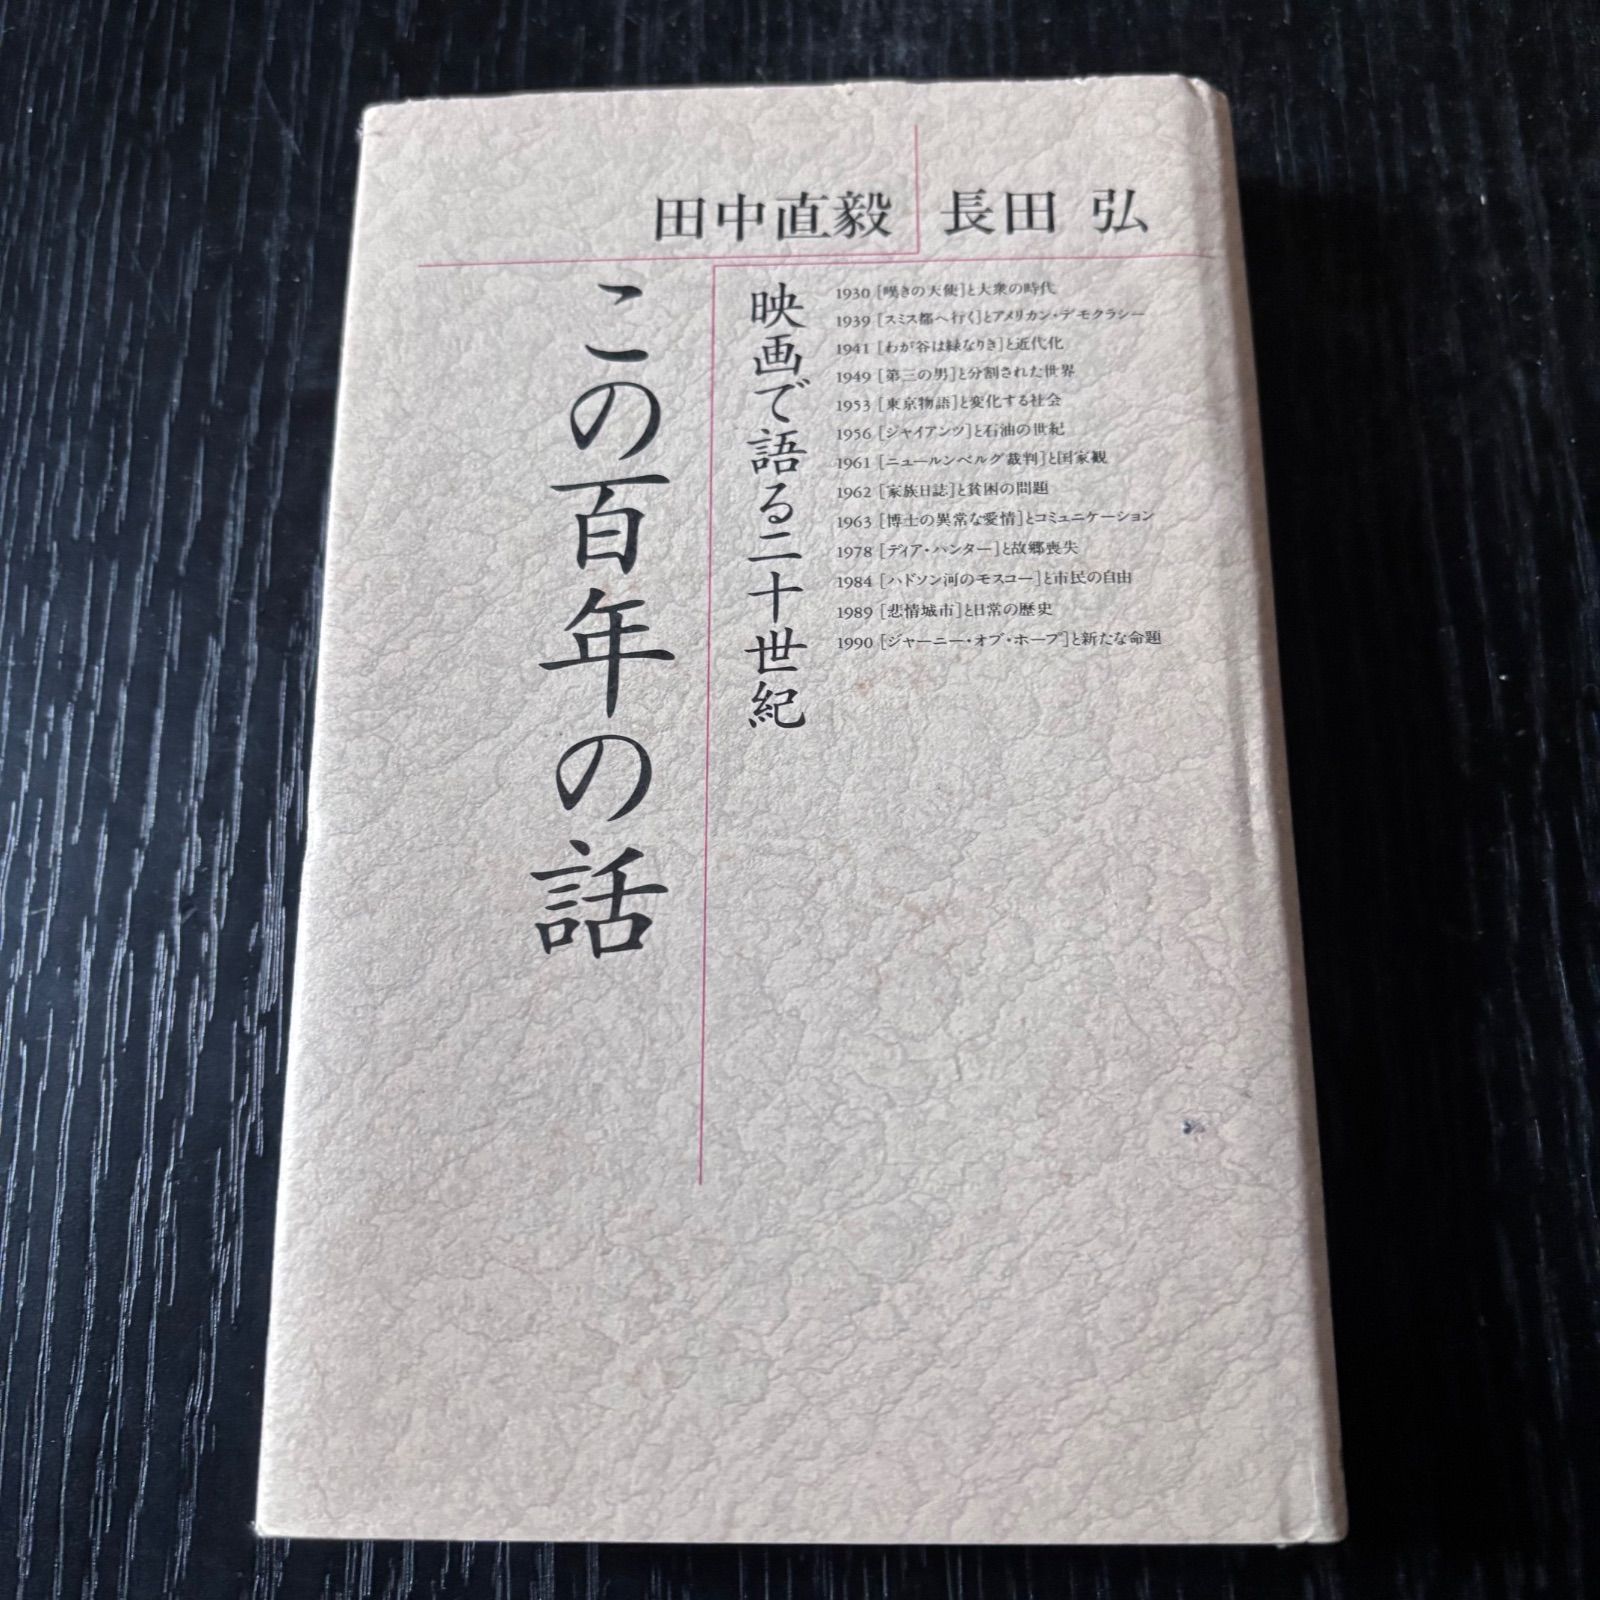 田中直毅
長田 弘
映画で語る二十世紀
この百年の話
1930［嘆きの天使］と大衆の時代
1939［スミス都へ行く］とアメリカン・デモクラシー
1941［わが谷は緑なりき］と近代化
1949［第三の男］と分割された世界
1953［東京物語］と変化する社会
1956［ジャイアンツ］と石油の世紀
1961［ニュールンベルグ裁判］と国家観
1962［家族日誌］と貧困の問題
1963［博士の異常な愛情］とコミュニケーション
1978［ディア・ハンター］と故郷喪失
1984［ハドソン河のモスコー］と市民の自由
1989［悲情城市］と日常の歴史
1990［ジャーニー・オブ・ホープ］と新たな命題